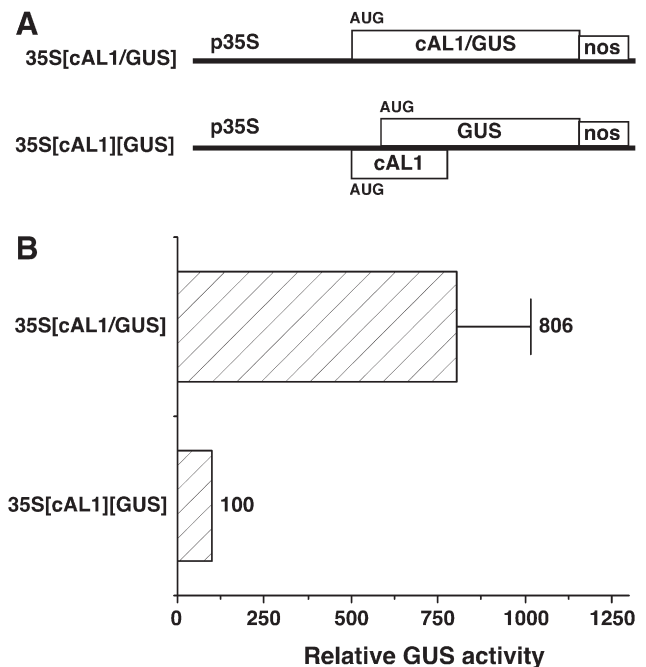 A
AUG
35S[cAL1/GUS] p35S cAL1/GUS nos
AUG
35S[cAL1][GUS] p35S GUS nos
cAL1
AUG
B
35S[cAL1/GUS] 806
35S[cAL1][GUS] 100
0 250 500 750 1000 1250
Relative GUS activity